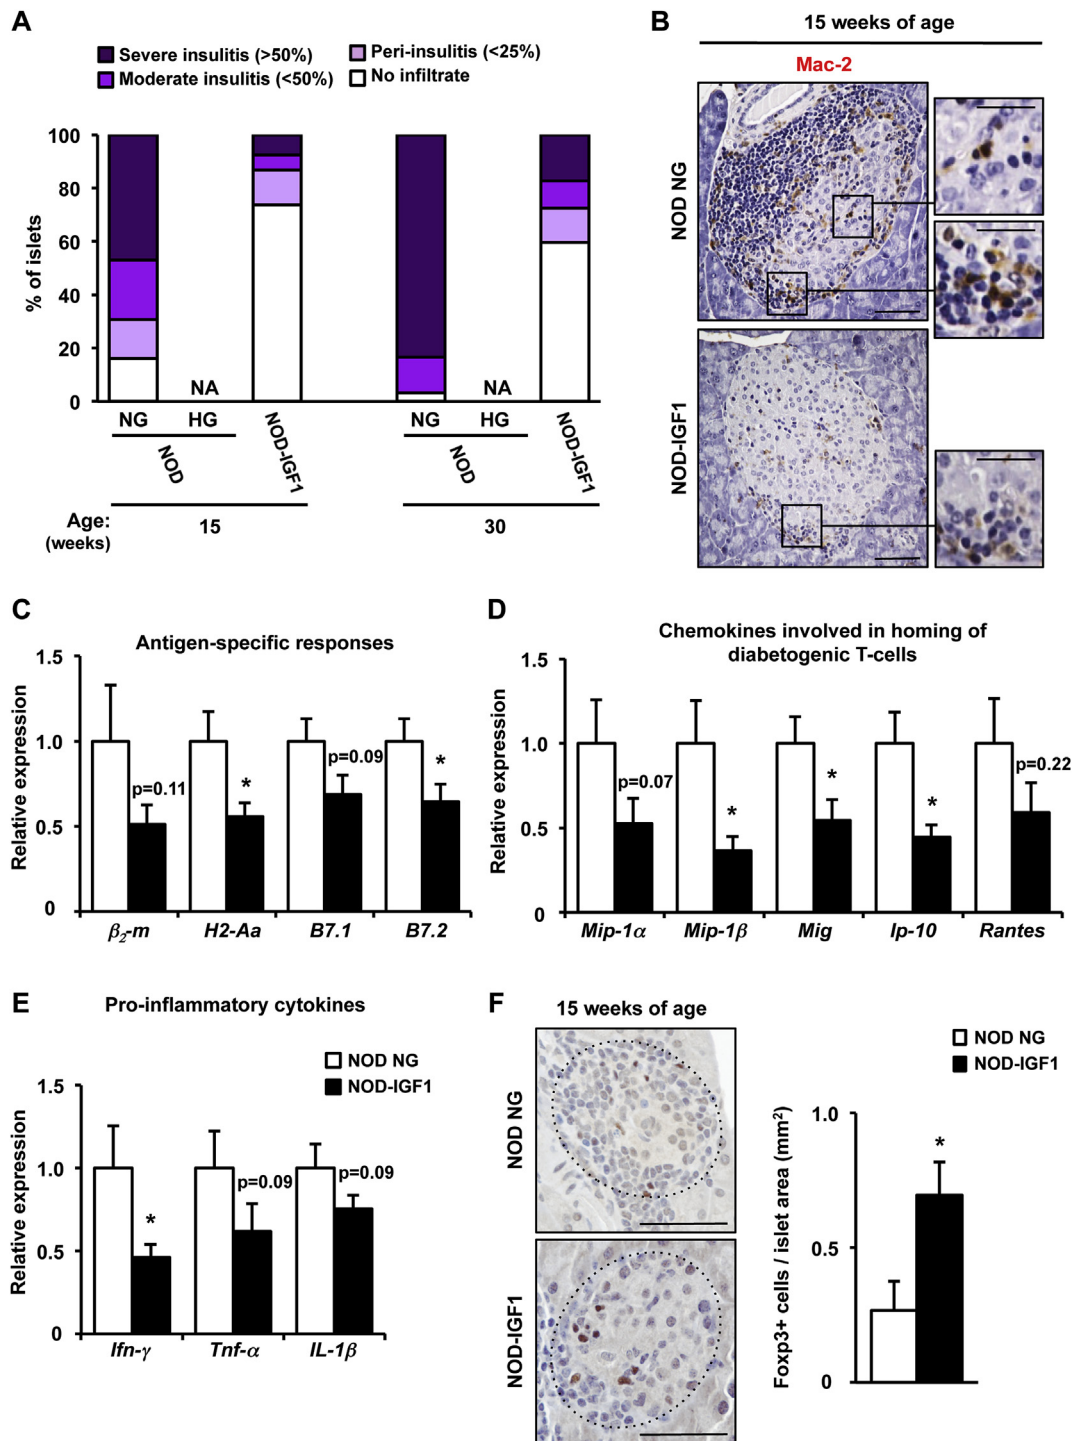 A
Severe insulitis (>50%)
Peri-insulitis (<25%)
Moderate insulitis (<50%)
No infiltrate
% of islets
100
80
60
40
20
0
NA
NA
NG
HG
NOD
NOD-IGF1
NG
HG
NOD
NOD-IGF1
Age:
(weeks)
15
30
B
15 weeks of age
Mac-2
NOD NG
NOD-IGF1
C
Antigen-specific responses
Relative expression
1.5
1.0
0.5
0
p=0.11
*
p=0.09
*
β₂-m
H2-Aa
B7.1
B7.2
D
Chemokines involved in homing of
diabetogenic T-cells
Relative expression
1.5
1.0
0.5
0
p=0.07
*
*
*
p=0.22
Mip-1α
Mip-1β
Mig
Ip-10
Rantes
E
Pro-inflammatory cytokines
NOD NG
NOD-IGF1
Relative expression
1.5
1.0
0.5
0
*
p=0.09
p=0.09
Ifn-γ
Tnf-α
IL-1β
F
15 weeks of age
NOD NG
NOD-IGF1
NOD NG
NOD-IGF1
Foxp3+ cells / islet area (mm²)
1.0
0.5
0
*